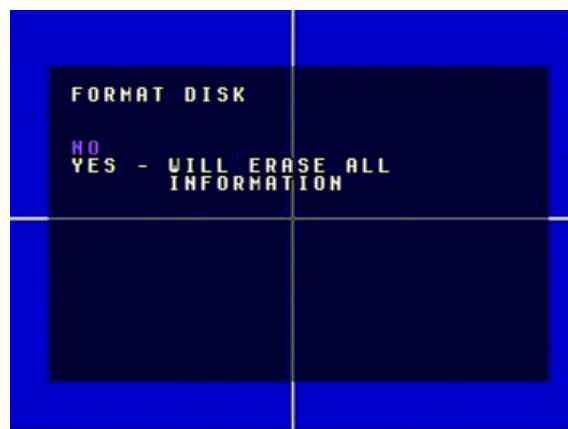 FORMAT DISK
NO
YES - WILL ERASE ALL
INFORMATION